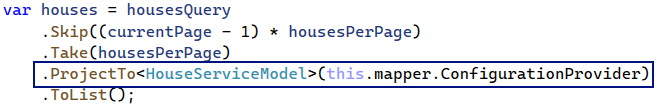 var houses = housesQuery
.Skip((currentPage - 1) * housesPerPage)
.Take(housesPerPage)
.ProjectTo<HouseServiceModel>(this.mapper.ConfigurationProvider)
.ToList();